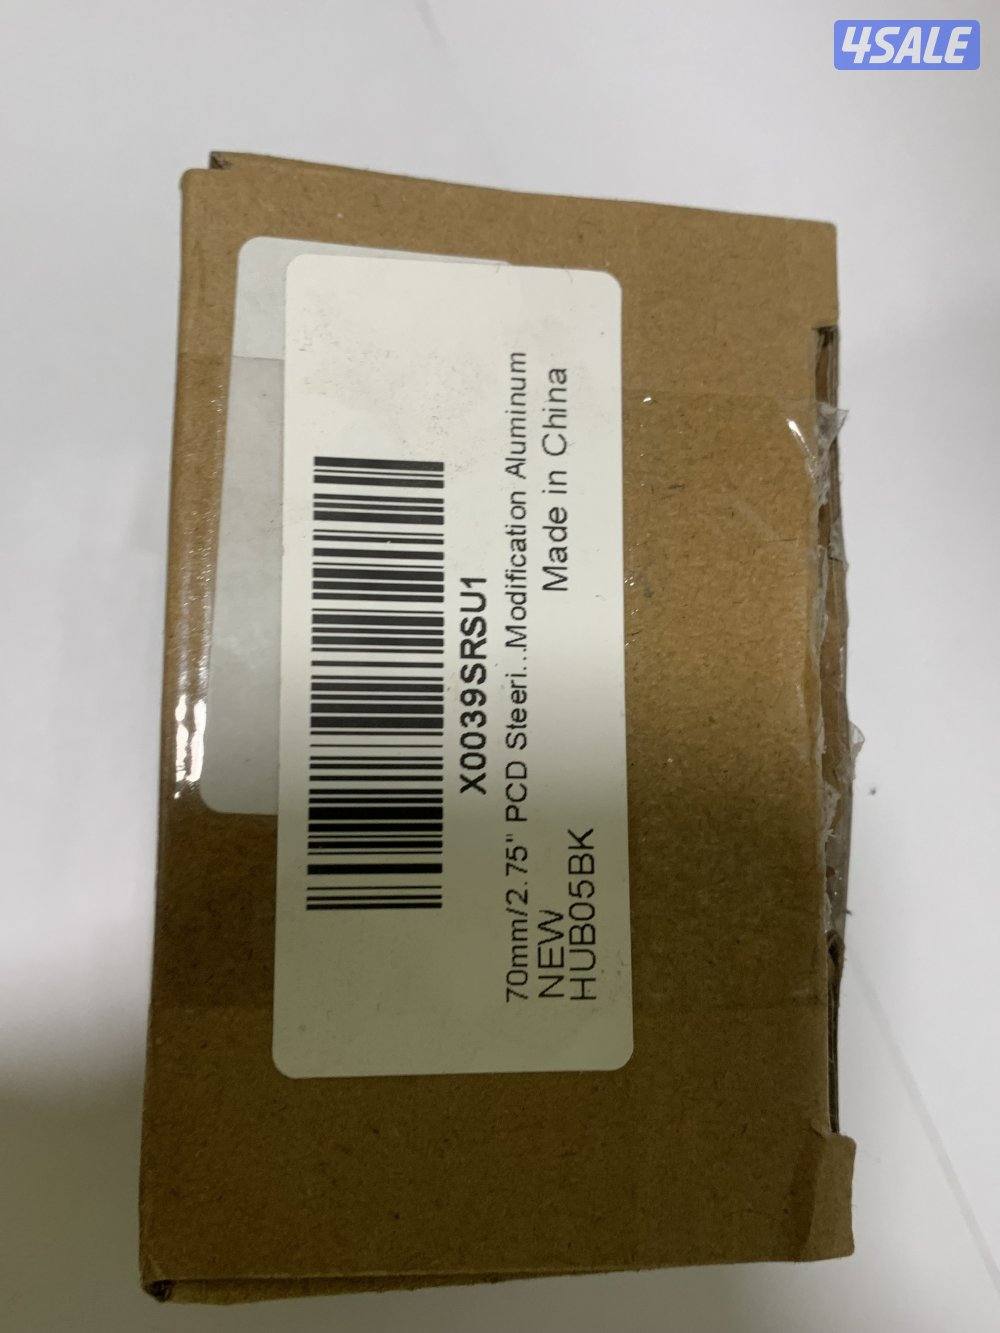 4SALE
X0039SRSU1
70mm/2.75" PCD Steeri...Modification Aluminum
NEW
Made in China
HUB05BK